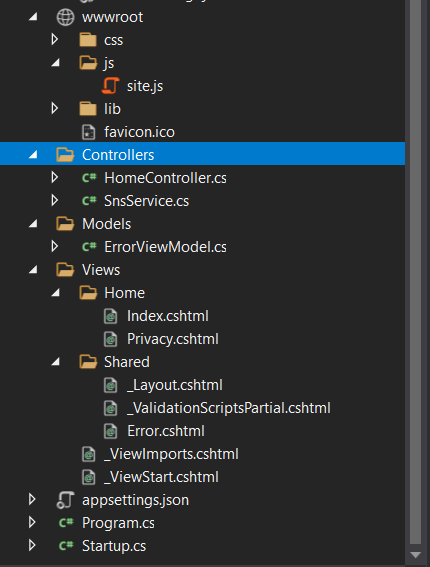 wwwroot
css
js
site.js
lib
favicon.ico
Controllers
C# HomeController.cs
C# SnsService.cs
Models
C# ErrorViewModel.cs
Views
Home
@ Index.cshtml
@ Privacy.cshtml
Shared
@ _Layout.cshtml
@ _ValidationScriptsPartial.cshtml
@ Error.cshtml
@ _ViewImports.cshtml
@ _ViewStart.cshtml
appsettings.json
C# Program.cs
C# Startup.cs